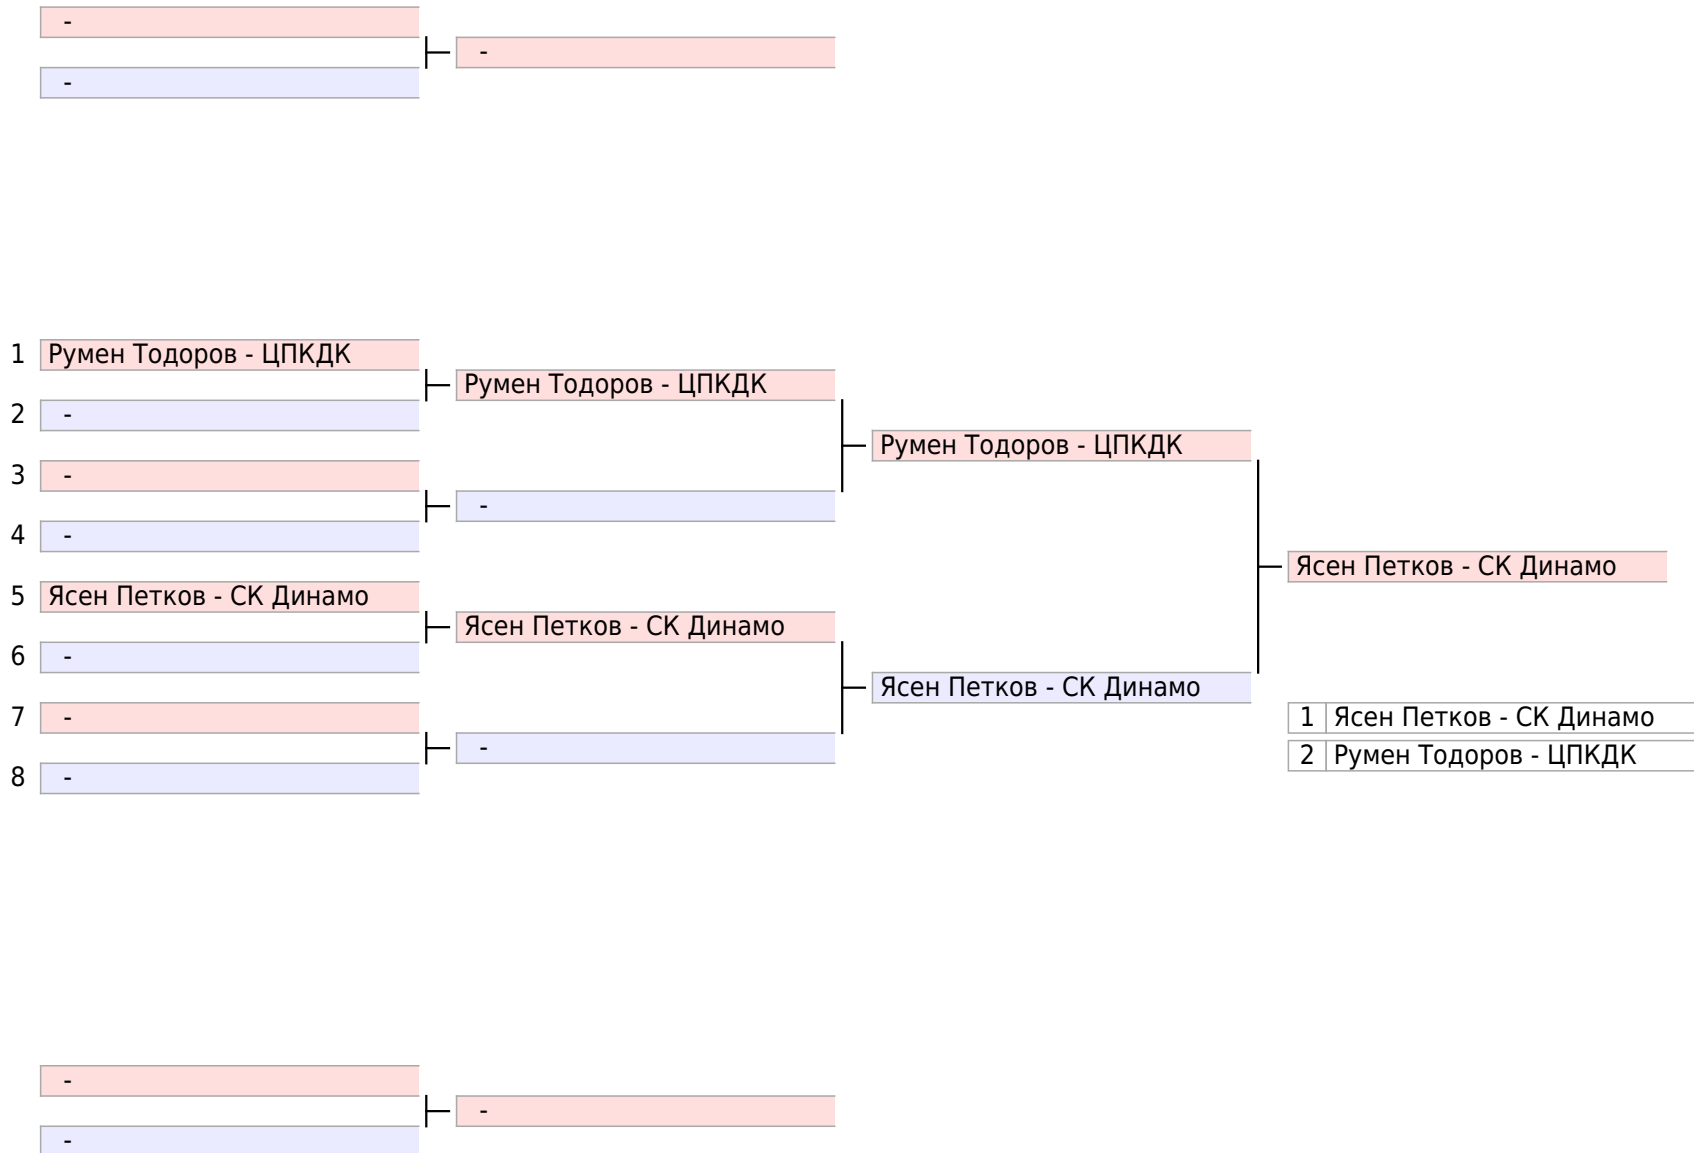 -
-
-
1 Румен Тодоров - ЦПКДК
Румен Тодоров - ЦПКДК
2 -
Румен Тодоров - ЦПКДК
3 -
-
4 -
Ясен Петков - СК Динамо
5 Ясен Петков - СК Динамо
Ясен Петков - СК Динамо
6 -
Ясен Петков - СК Динамо
7 -
1 Ясен Петков - СК Динамо
-
2 Румен Тодоров - ЦПКДК
8 -
-
-
-